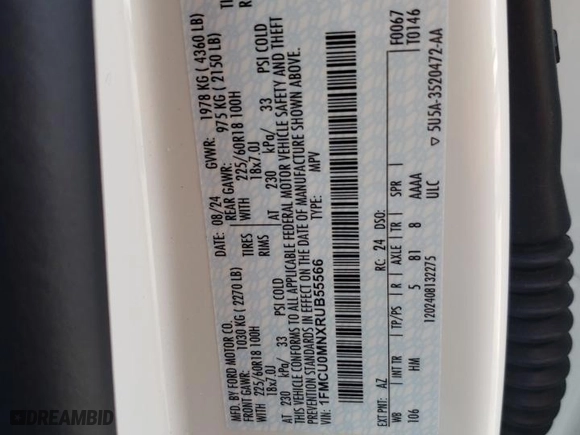 MFD. BY FORD MOTOR CO.
DATE: 08/24 GVWR: 1978 KG ( 4360 LB)
FRONT GAWR: 1030 KG ( 2270 LB) REAR GAWR: 975 KG ( 2150 LB)
WITH 225/60R18 100H TIRES WITH 225/60R18 100H
18x7.0J RIMS 18x7.0J
AT 230 kPa/ 33 PSI COLD AT 230 kPa/ 33 PSI COLD
THIS VEHICLE CONFORMS TO ALL APPLICABLE FEDERAL MOTOR VEHICLE SAFETY AND THEFT
PREVENTION STANDARDS IN EFFECT ON THE DATE OF MANUFACTURE SHOWN ABOVE.
VIN: 1FMCU0MNXRUB55566 TYPE: MPV
F0067
T0146
EXT PNT: AZ RC: 24 DSO:
WB INT TR TP/PS R AXLE TR SPR
106 HM 5 81 8 AAAA
ULC
1202408132275
▽ 5U5A-3520472-AA
DREAMBID